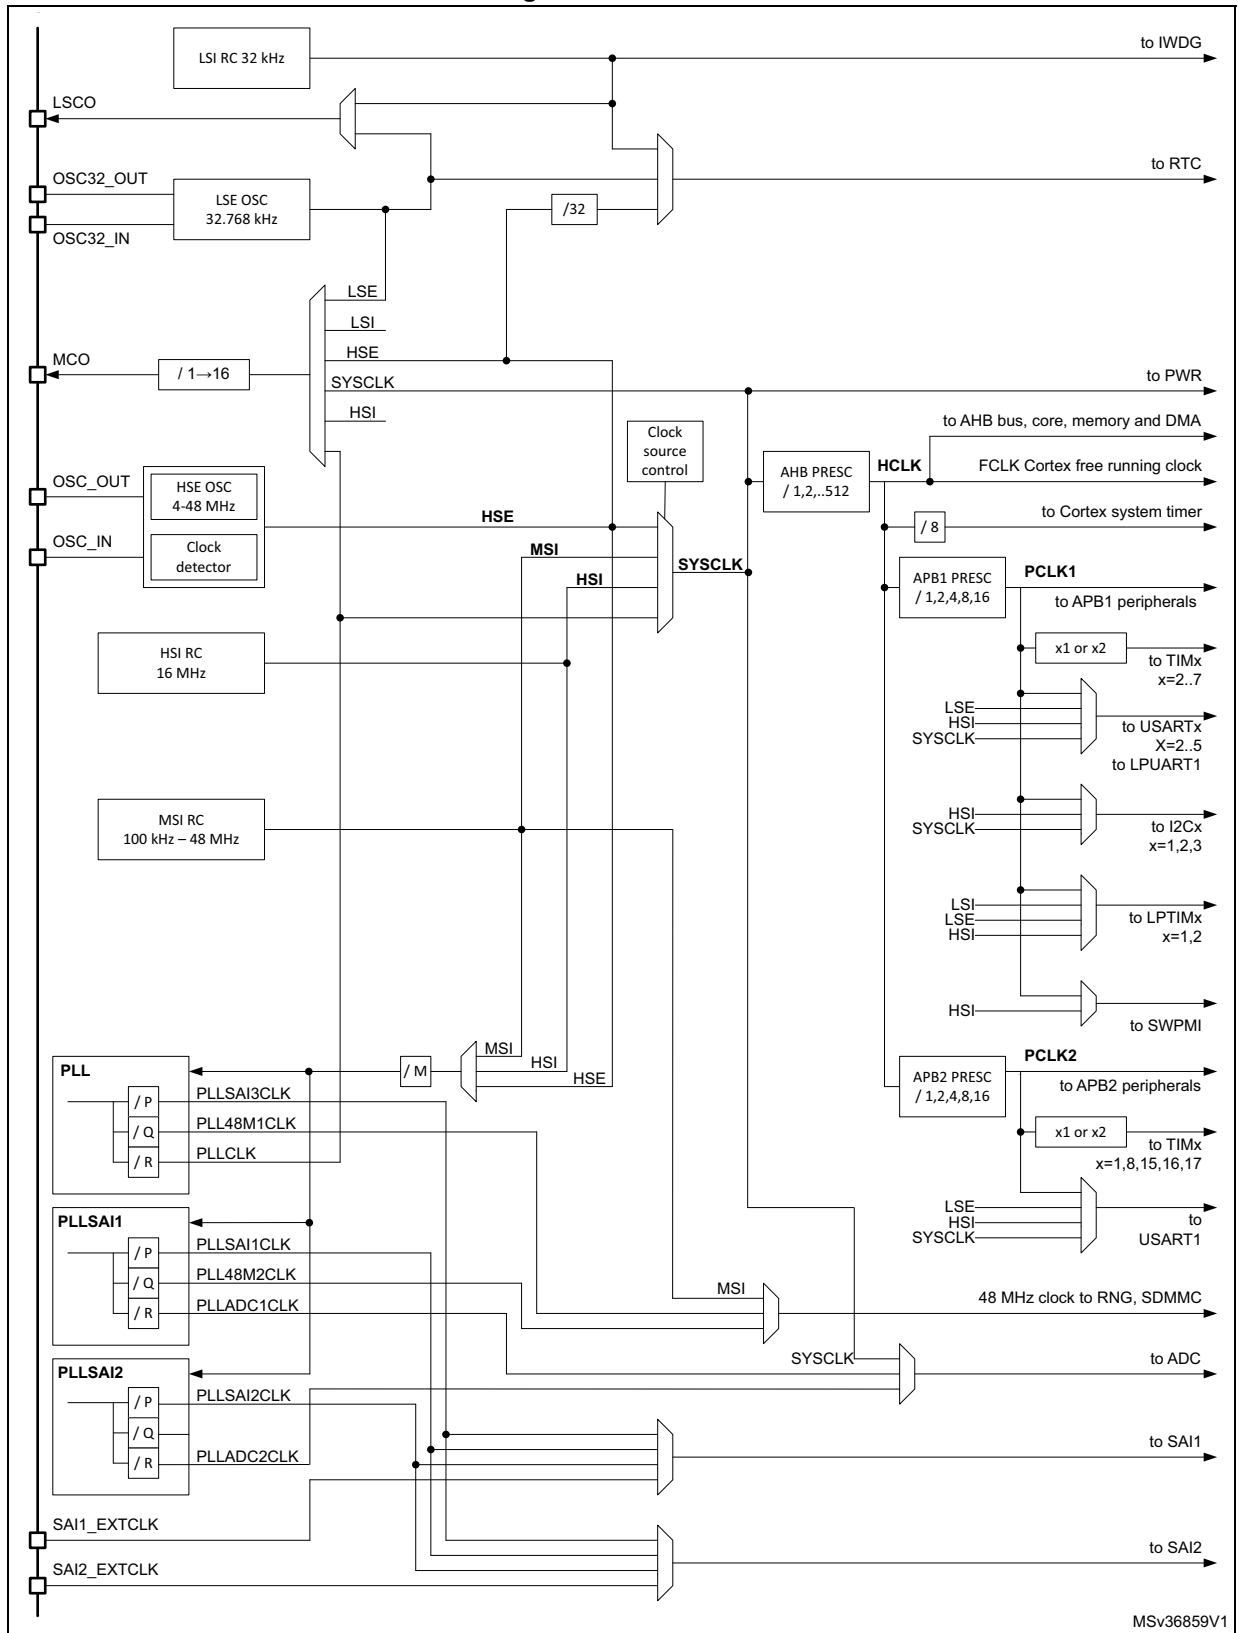 to IWDG
LSI RC 32 kHz
LSCO
to RTC
OSC32_OUT
LSE OSC
32.768 kHz
/32
OSC32_IN
LSE
LSI
MCO
HSE
/ 1→16
SYSCLK
to PWR
HSI
to AHB bus, core, memory and DMA
Clock
source
control
AHB PRESC
/ 1,2,..512
HCLK
FCLK Cortex free running clock
OSC_OUT
HSE OSC
4-48 MHz
HSE
to Cortex system timer
/ 8
OSC_IN
Clock
detector
MSI
SYSCLK
HSI
APB1 PRESC
/ 1,2,4,8,16
PCLK1
to APB1 peripherals
HSI RC
16 MHz
x1 or x2
to TIMx
x=2..7
LSE
HSI
SYSCLK
to USARTx
X=2..5
to LPUART1
MSI RC
100 kHz – 48 MHz
HSI
SYSCLK
to I2Cx
x=1,2,3
LSI
LSE
HSI
to LPTIMx
x=1,2
HSI
to SWPMI
MSI
HSI
HSE
/ M
PLL
/ P
PLLSAI3CLK
/ Q
PLL48M1CLK
/ R
PLLCLK
APB2 PRESC
/ 1,2,4,8,16
PCLK2
to APB2 peripherals
x1 or x2
to TIMx
x=1,8,15,16,17
LSE
HSI
SYSCLK
to
USART1
PLLSAI1
/ P
PLLSAI1CLK
/ Q
PLL48M2CLK
/ R
PLLADC1CLK
MSI
48 MHz clock to RNG, SDMMC
SYSCLK
to ADC
PLLSAI2
/ P
PLLSAI2CLK
/ Q
/ R
PLLADC2CLK
to SAI1
SAI1_EXTCLK
to SAI2
SAI2_EXTCLK
MSv36859V1